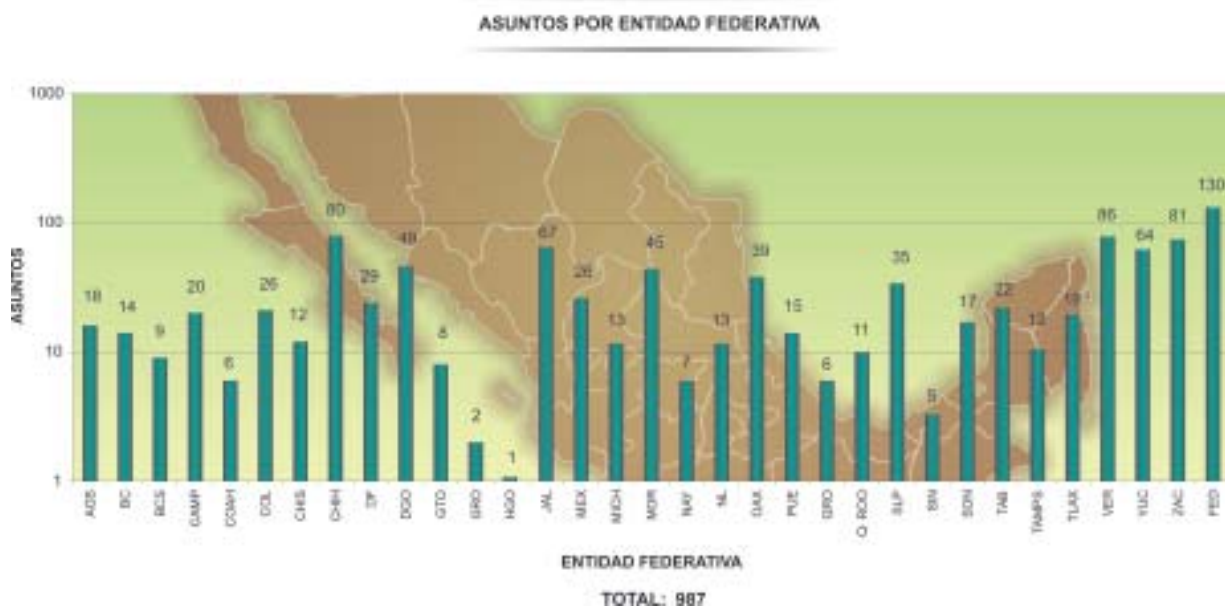 ASUNTOS POR ENTIDAD FEDERATIVA
1000
100
10
1
ASUNTOS
18 14 9 20 6 26 12 80 29 8 2 1 67 26 13 7 13 39 15 6 11 35 17 22 13 19 86 64 81 130
AGS BC BCS CAMP COAH COL CHIS CHIH DF DGO GTO GRO HGO JAL MEX MICH MOR NAY NL OAX PUE QRO Q. ROO SLP SIN SON TAB TAMPS TLAX VER YUC ZAC FED
ENTIDAD FEDERATIVA
TOTAL: 987